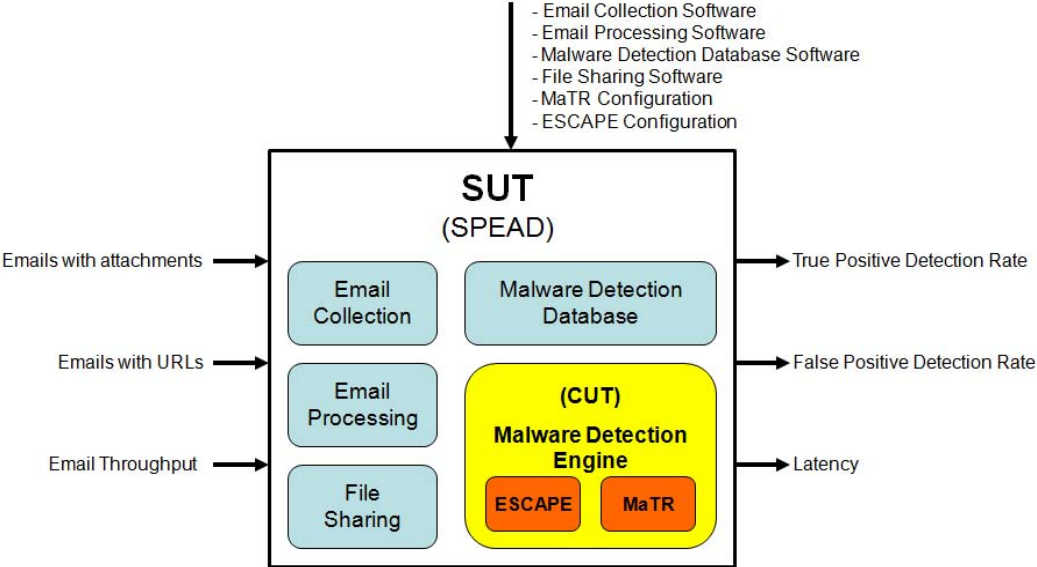 - Email Collection Software
- Email Processing Software
- Malware Detection Database Software
- File Sharing Software
- MaTR Configuration
- ESCAPE Configuration
SUT
(SPEAD)
Emails with attachments
Emails with URLs
Email Throughput
Email
Collection
Email
Processing
File
Sharing
Malware Detection
Database
(CUT)
Malware Detection
Engine
ESCAPE
MaTR
True Positive Detection Rate
False Positive Detection Rate
Latency